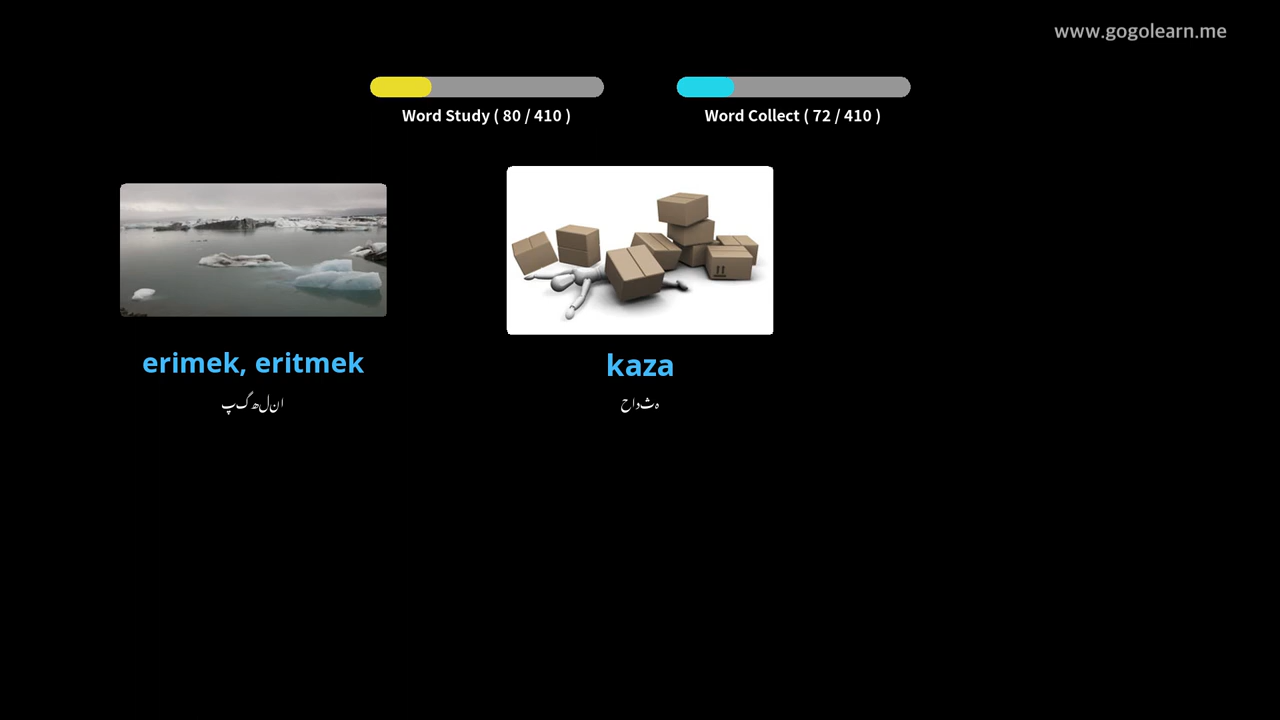 www.gogolearn.me
Word Study ( 80 / 410 )
Word Collect ( 72 / 410 )
erimek, eritmek
پگھلنا
kaza
حادثہ